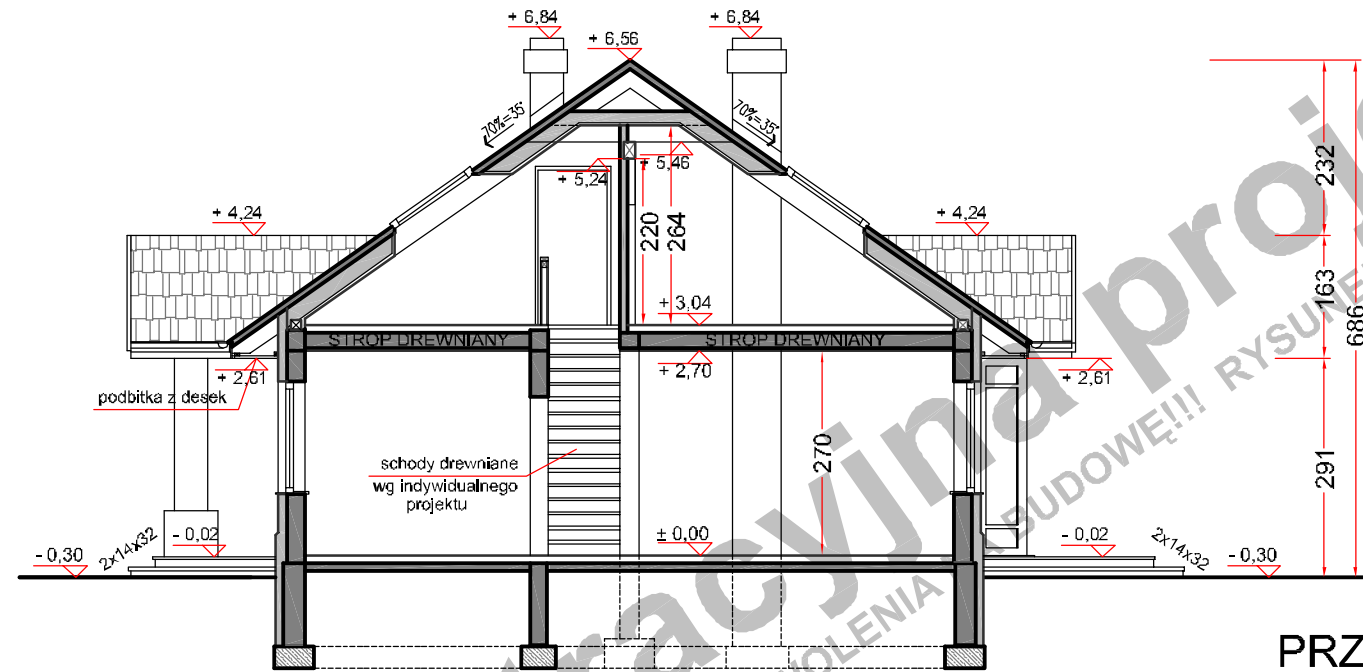 + 6,84
+ 6,84
+ 6,56
70%=35°
70%=35°
+ 5,46
+ 5,24
232
+ 4,24
+ 4,24
220
264
163
686
+ 3,04
STROP DREWNIANY
STROP DREWNIANY
+ 2,61
+ 2,70
+ 2,61
podbitka z desek
270
291
schody drewniane
wg indywidualnego
projektu
- 0,30
2x14x32
- 0,02
± 0,00
- 0,02
2x14x32
- 0,30
racyjna proj
BUDOWĘ!!! RYSUNE
OLENIA
PRZ